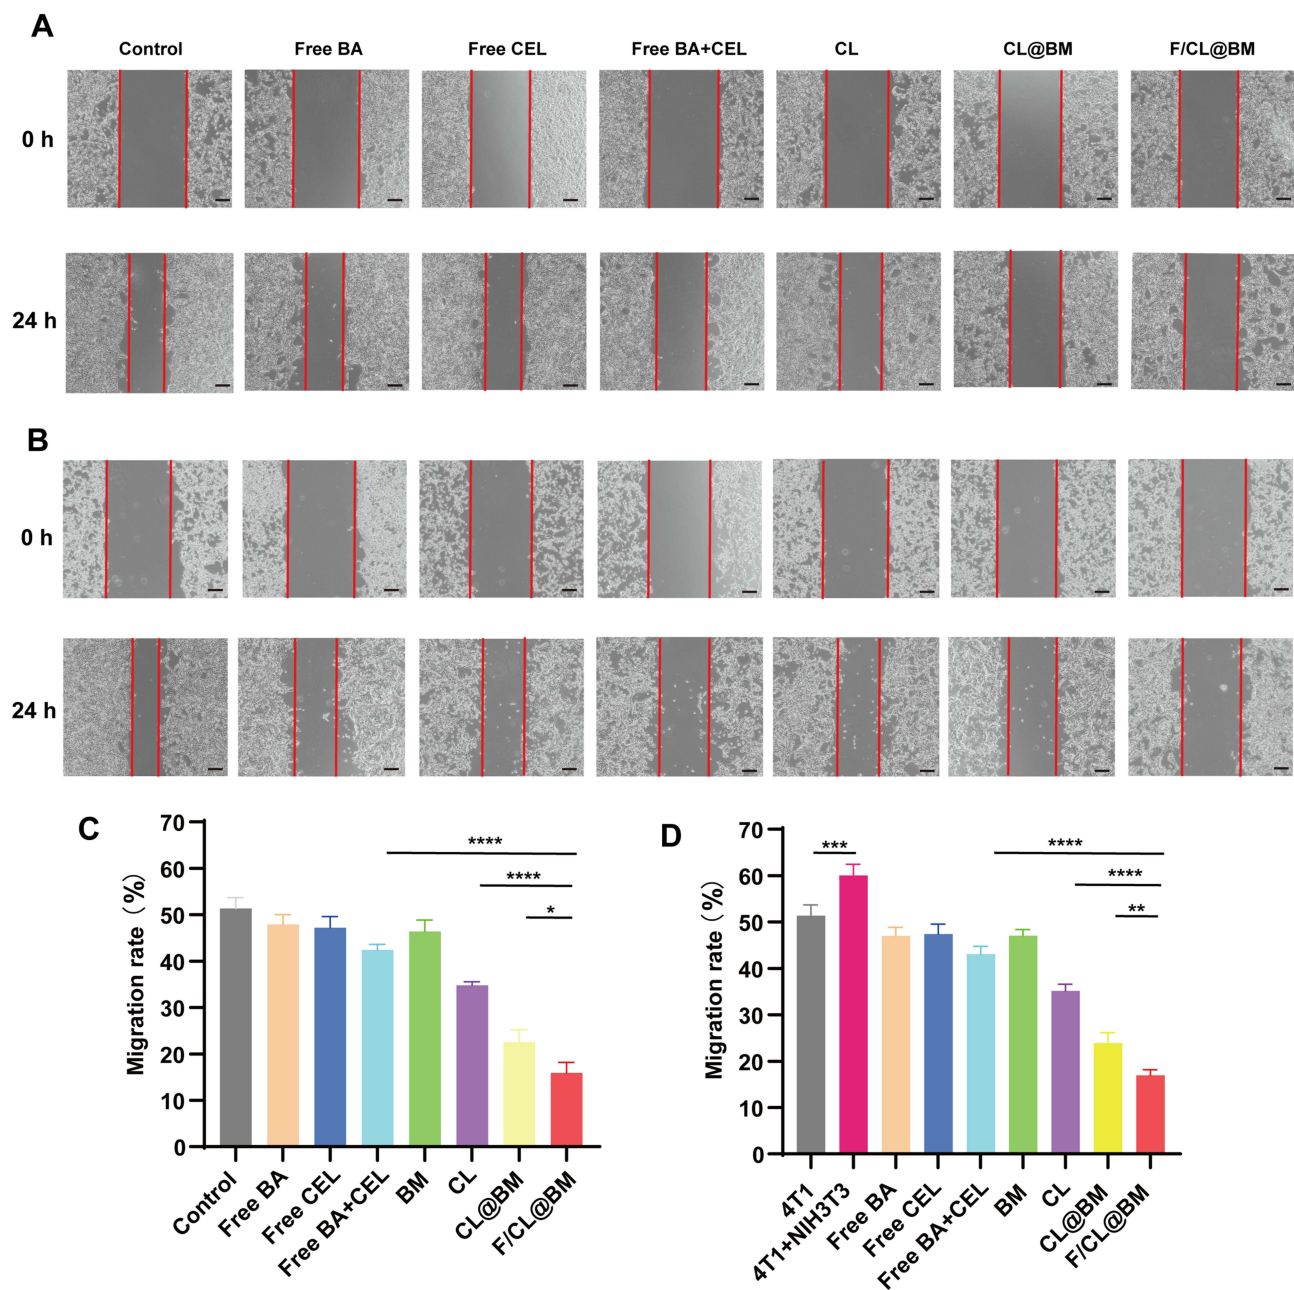 A
Control Free BA Free CEL Free BA+CEL CL CL@BM F/CL@BM
0 h
24 h
B
0 h
24 h
C
Migration rate (%)
70
60
50
40
30
20
10
0
****
****
*
Control Free BA Free CEL Free BA+CEL BM CL CL@BM F/CL@BM
D
Migration rate (%)
70
60
50
40
30
20
10
0
***
****
****
**
4T1 4T1+NIH3T3 Free BA Free CEL Free BA+CEL BM CL CL@BM F/CL@BM